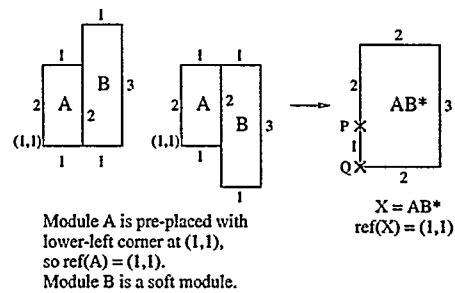 1
1
2
2
1
2
A
B
3
A
2
B
3
2
AB*
3
2
P
(1,1)
(1,1)
1
Q
1
1
1
2
1
X = AB*
ref(X) = (1,1)
Module A is pre-placed with
lower-left corner at (1,1),
so ref(A) = (1,1).
Module B is a soft module.